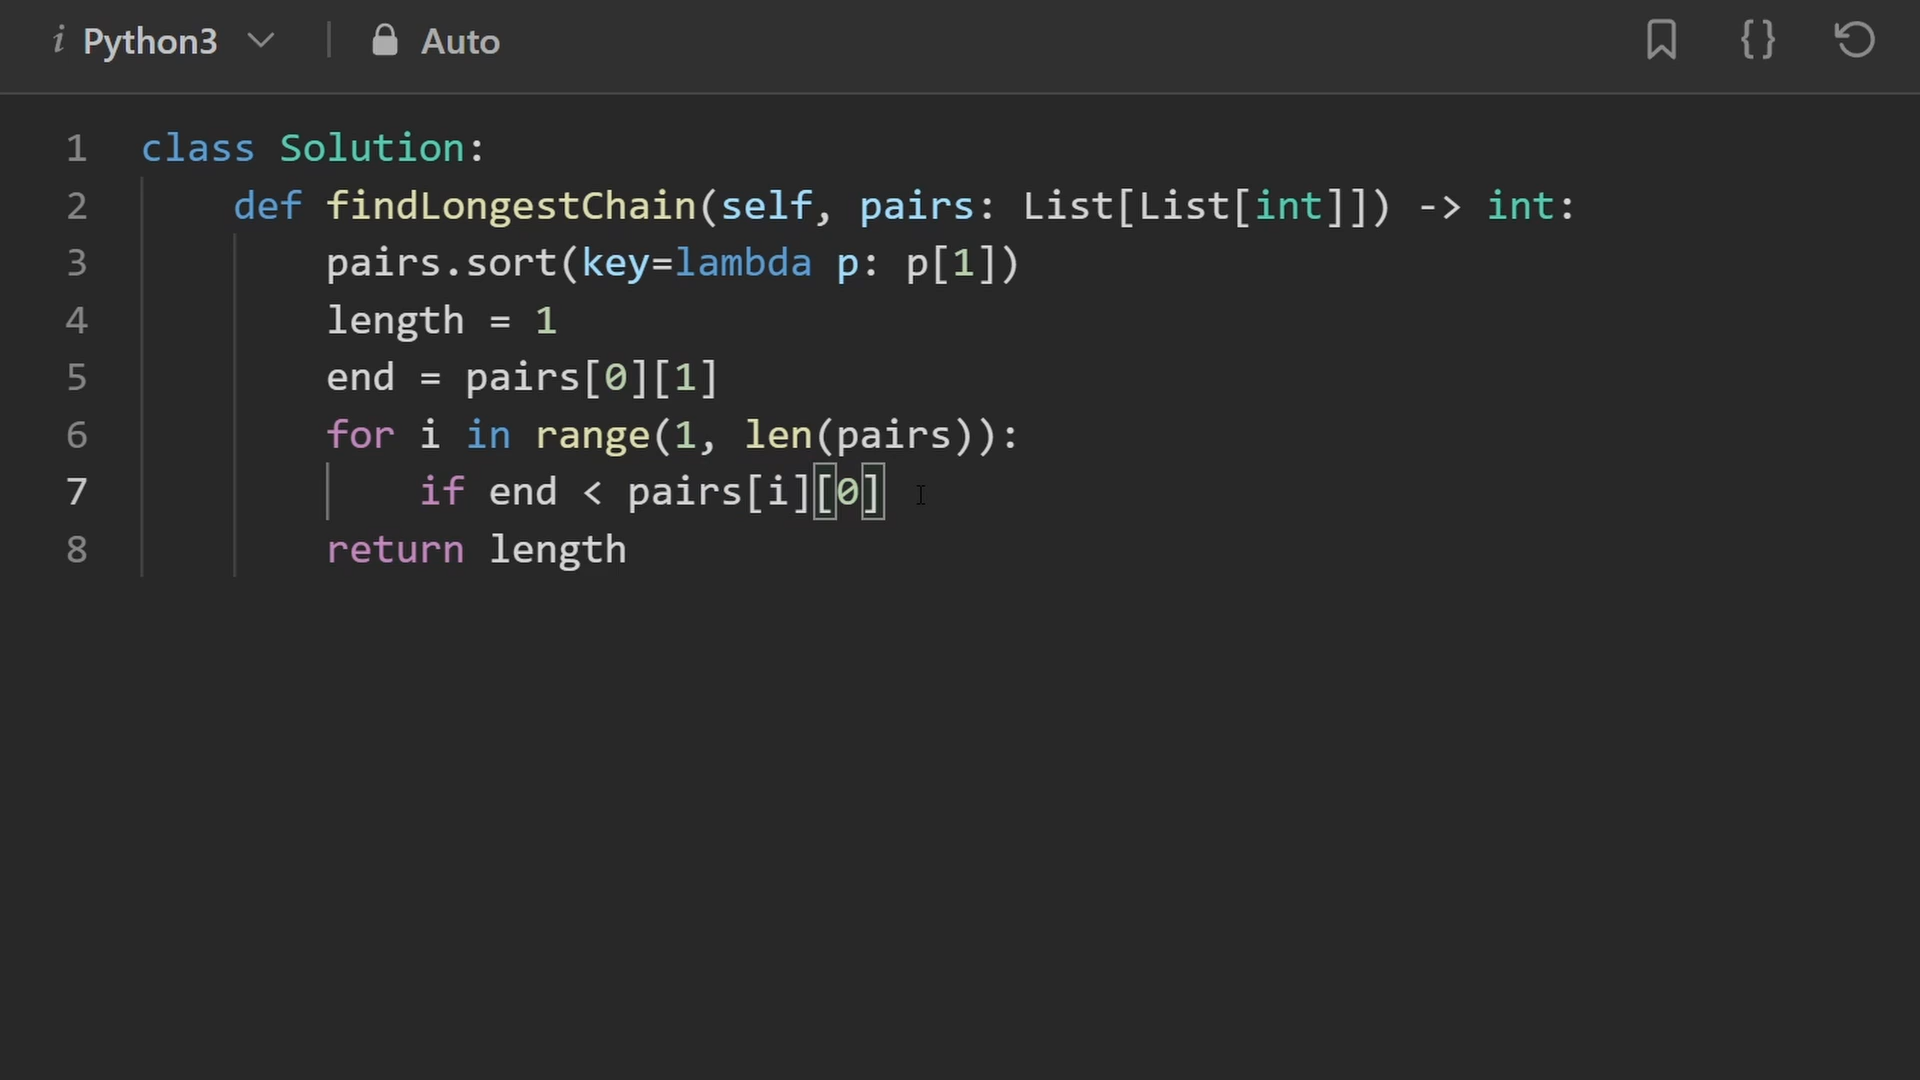 i Python3 Auto {}
1 class Solution:
2 def findLongestChain(self, pairs: List[List[int]]) -> int:
3 pairs.sort(key=lambda p: p[1])
4 length = 1
5 end = pairs[0][1]
6 for i in range(1, len(pairs)):
7 if end < pairs[i][0]
8 return length